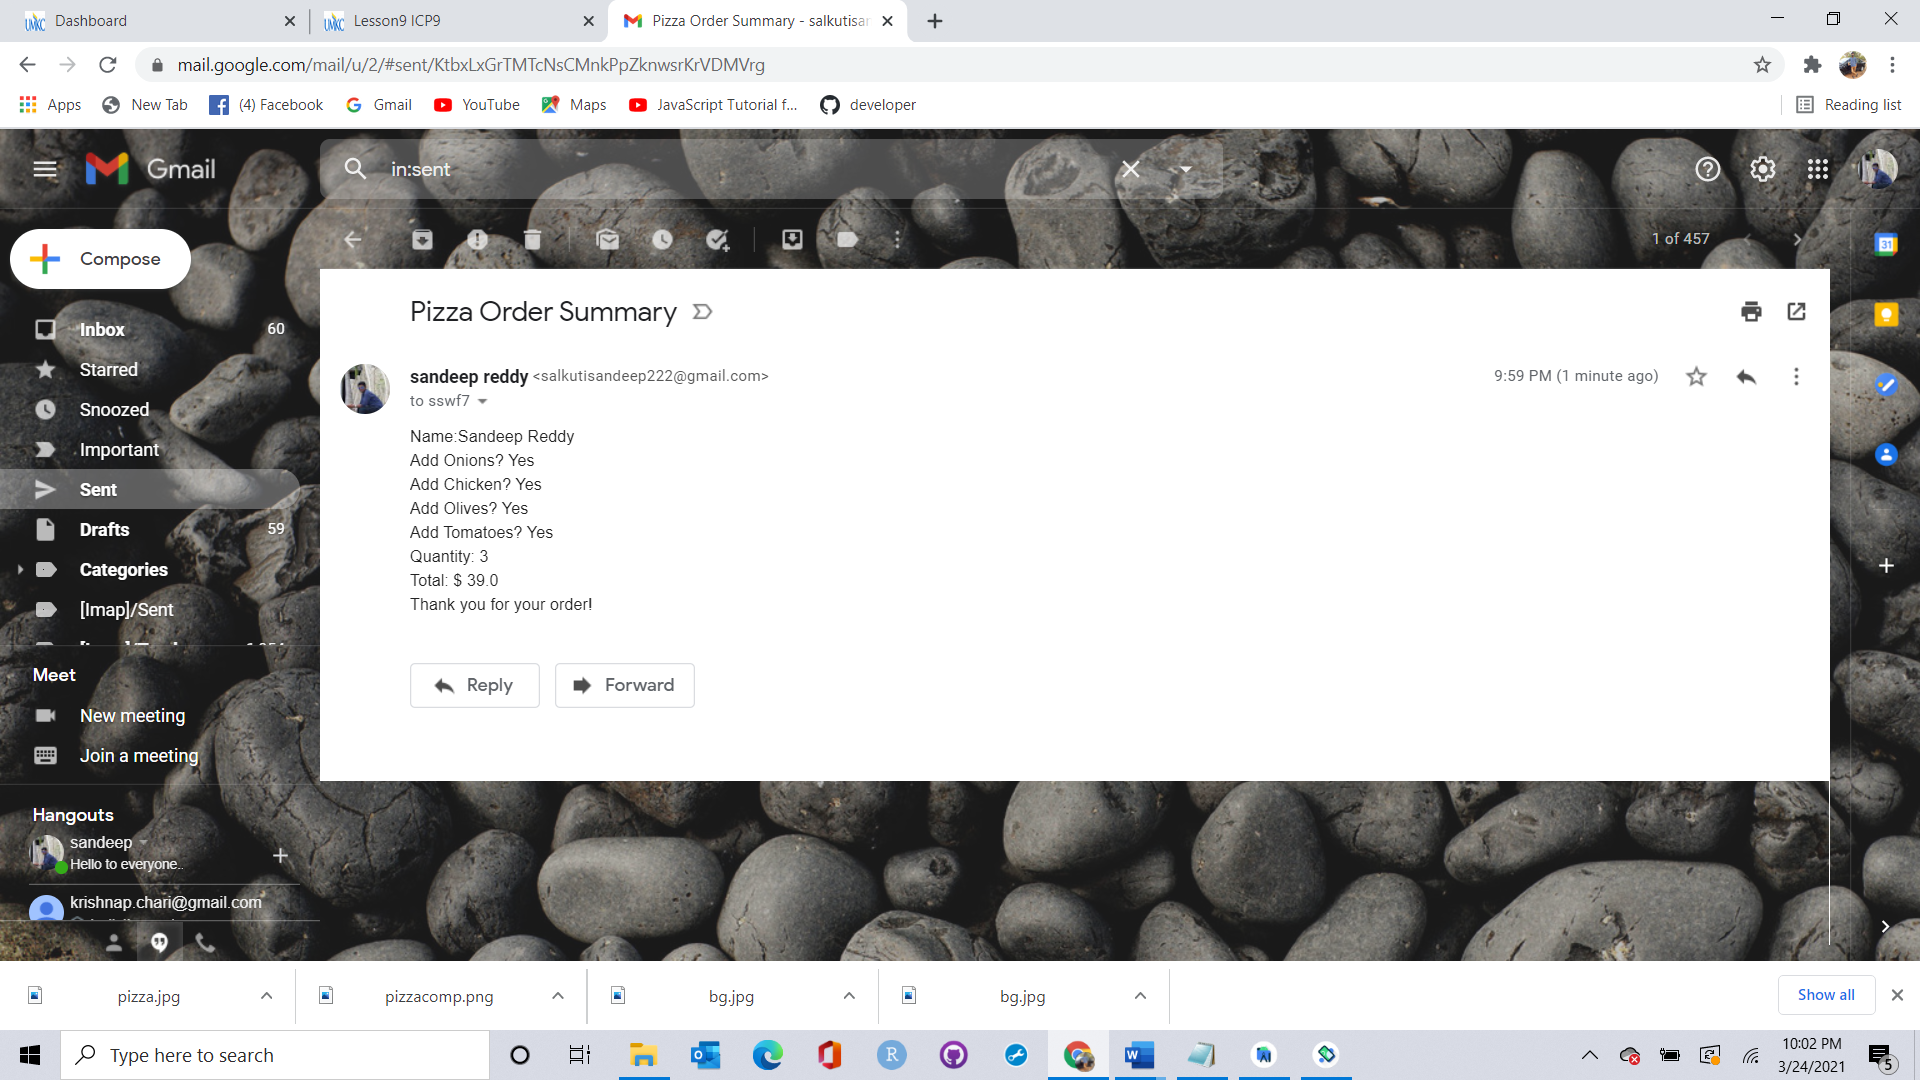 Dashboard
Lesson9 ICP9
Pizza Order Summary - salkutisar
mail.google.com/mail/u/2/#sent/KtbxLxGrTMTcNsCMnkPpZknwsrKrVDMVrg
Apps
New Tab
(4) Facebook
Gmail
YouTube
Maps
JavaScript Tutorial f...
developer
Reading list
Gmail
in:sent
Compose
1 of 457
Inbox 60
Starred
Snoozed
Important
Sent
Drafts 59
Categories
[Imap]/Sent
Meet
New meeting
Join a meeting
Hangouts
sandeep
Hello to everyone..
krishnap.chari@gmail.com
Pizza Order Summary
sandeep reddy <salkutisandeep222@gmail.com>
9:59 PM (1 minute ago)
to sswf7
Name:Sandeep Reddy
Add Onions? Yes
Add Chicken? Yes
Add Olives? Yes
Add Tomatoes? Yes
Quantity: 3
Total: $ 39.0
Thank you for your order!
Reply
Forward
31
pizza.jpg
pizzacomp.png
bg.jpg
bg.jpg
Show all
Type here to search
10:02 PM
3/24/2021
5